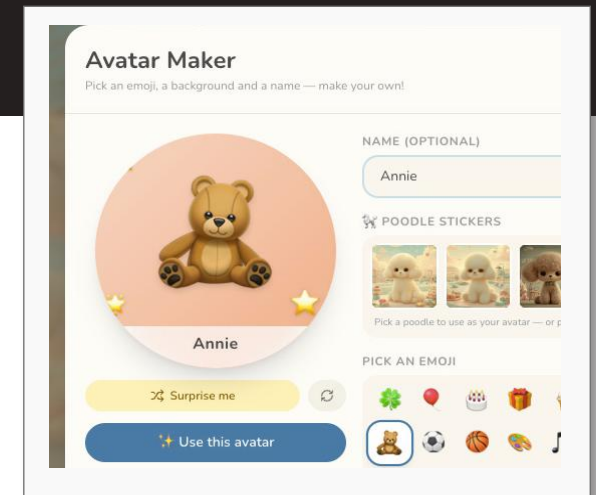 Avatar Maker
Pick an emoji, a background and a name — make your own!
NAME (OPTIONAL)
Annie
POODLE STICKERS
Pick a poodle to use as your avatar — or
PICK AN EMOJI
Annie
Surprise me
Use this avatar